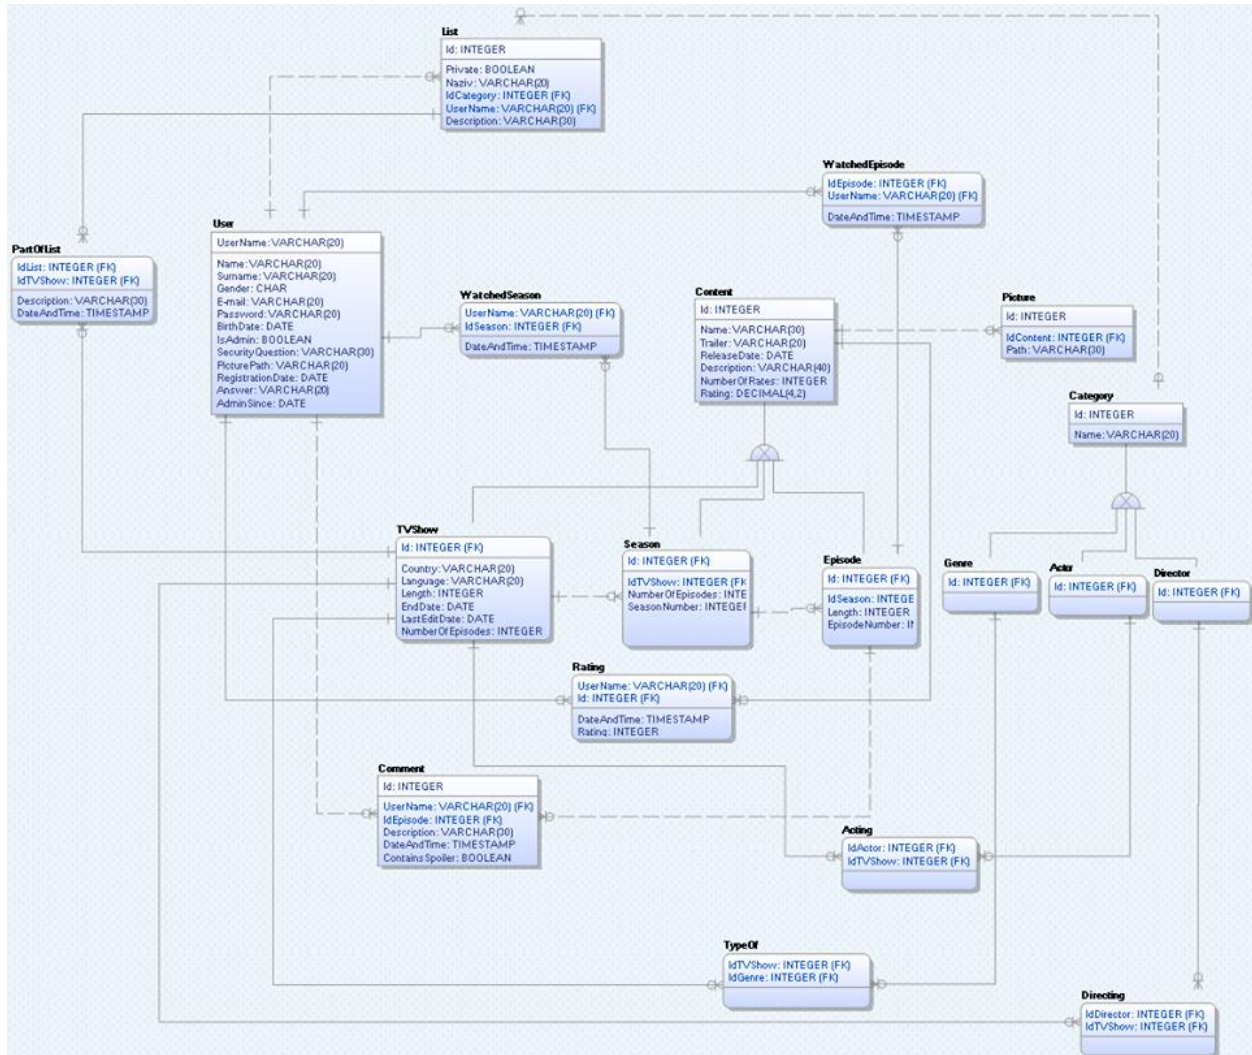 List
Id: INTEGER
Private: BOOLEAN
Naziv: VARCHAR(20)
IdCategory: INTEGER (FK)
UserName: VARCHAR(20) (FK)
Description: VARCHAR(30)
WatchedEpisode
IdEpisode: INTEGER (FK)
UserName: VARCHAR(20) (FK)
DateAndTime: TIMESTAMP
User
UserName: VARCHAR(20)
Name: VARCHAR(20)
Surname: VARCHAR(20)
Gender: CHAR
E-mail: VARCHAR(20)
Password: VARCHAR(20)
BirthDate: DATE
IsAdmin: BOOLEAN
SecurityQuestion: VARCHAR(30)
PicturePath: VARCHAR(20)
RegistrationDate: DATE
Answer: VARCHAR(20)
AdminSince: DATE
PartOfList
IdList: INTEGER (FK)
IdTVShow: INTEGER (FK)
Description: VARCHAR(30)
DateAndTime: TIMESTAMP
WatchedSeason
UserName: VARCHAR(20) (FK)
IdSeason: INTEGER (FK)
DateAndTime: TIMESTAMP
Content
Id: INTEGER
Name: VARCHAR(30)
Trailer: VARCHAR(20)
ReleaseDate: DATE
Description: VARCHAR(40)
NumberOfRates: INTEGER
Rating: DECIMAL(4,2)
Picture
Id: INTEGER
IdContent: INTEGER (FK)
Path: VARCHAR(30)
Category
Id: INTEGER
Name: VARCHAR(20)
TVShow
Id: INTEGER (FK)
Country: VARCHAR(20)
Language: VARCHAR(20)
Length: INTEGER
EndDate: DATE
LastEditDate: DATE
NumberOfEpisodes: INTEGER
Season
Id: INTEGER (FK)
IdTVShow: INTEGER (FK
NumberOfEpisodes: INTE
SeasonNumber: INTEGEF
Episode
Id: INTEGER (FK)
IdSeason: INTEGE
Length: INTEGER
EpisodeNumber: I
Genre
Id: INTEGER (FK)
Actor
Id: INTEGER (FK)
Director
Id: INTEGER (FK)
Rating
UserName: VARCHAR(20) (FK)
Id: INTEGER (FK)
DateAndTime: TIMESTAMP
Rating: INTEGER
Comment
Id: INTEGER
UserName: VARCHAR(20) (FK)
IdEpisode: INTEGER (FK)
Description: VARCHAR(30)
DateAndTime: TIMESTAMP
ContainsSpoiler: BOOLEAN
Acting
IdActor: INTEGER (FK)
IdTVShow: INTEGER (FK)
TypeOf
IdTVShow: INTEGER (FK)
IdGenre: INTEGER (FK)
Directing
IdDirector: INTEGER (FK)
IdTVShow: INTEGER (FK)